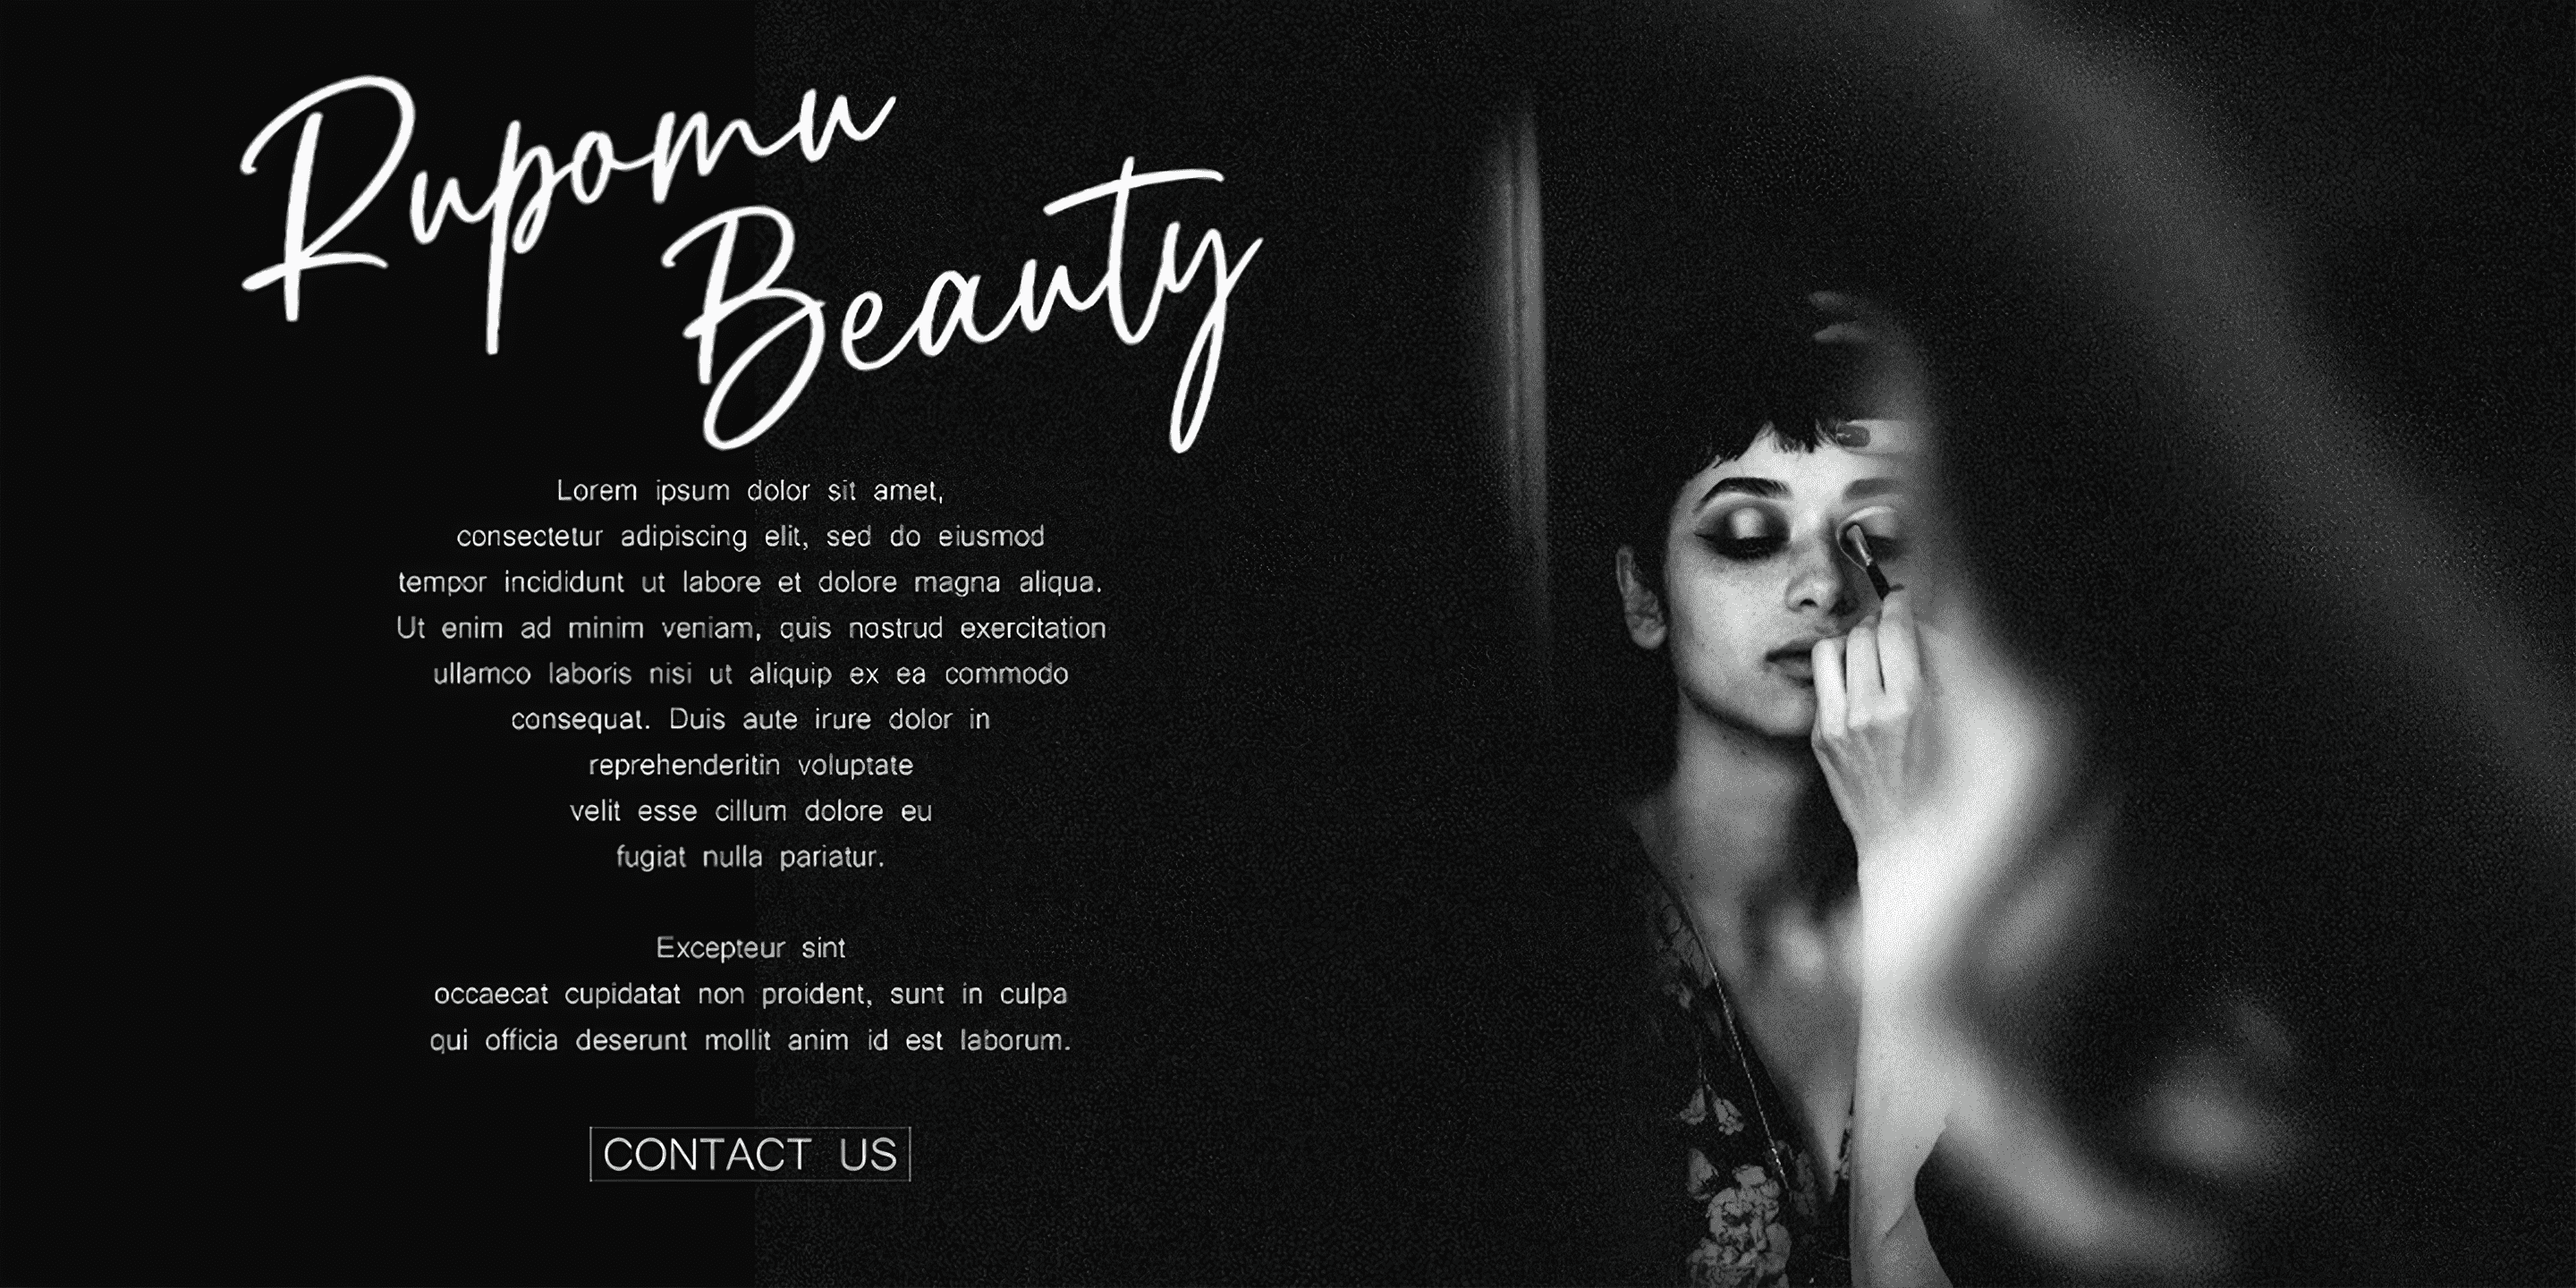 Rupomu
Beauty
Lorem ipsum dolor sit amet,
consectetur adipiscing elit, sed do eiusmod
tempor incididunt ut labore et dolore magna aliqua.
Ut enim ad minim veniam, quis nostrud exercitation
ullamco laboris nisi ut aliquip ex ea commodo
consequat. Duis aute irure dolor in
reprehenderitin voluptate
velit esse cillum dolore eu
fugiat nulla pariatur.
Excepteur sint
occaecat cupidatat non proident, sunt in culpa
qui officia deserunt mollit anim id est laborum.
CONTACT US